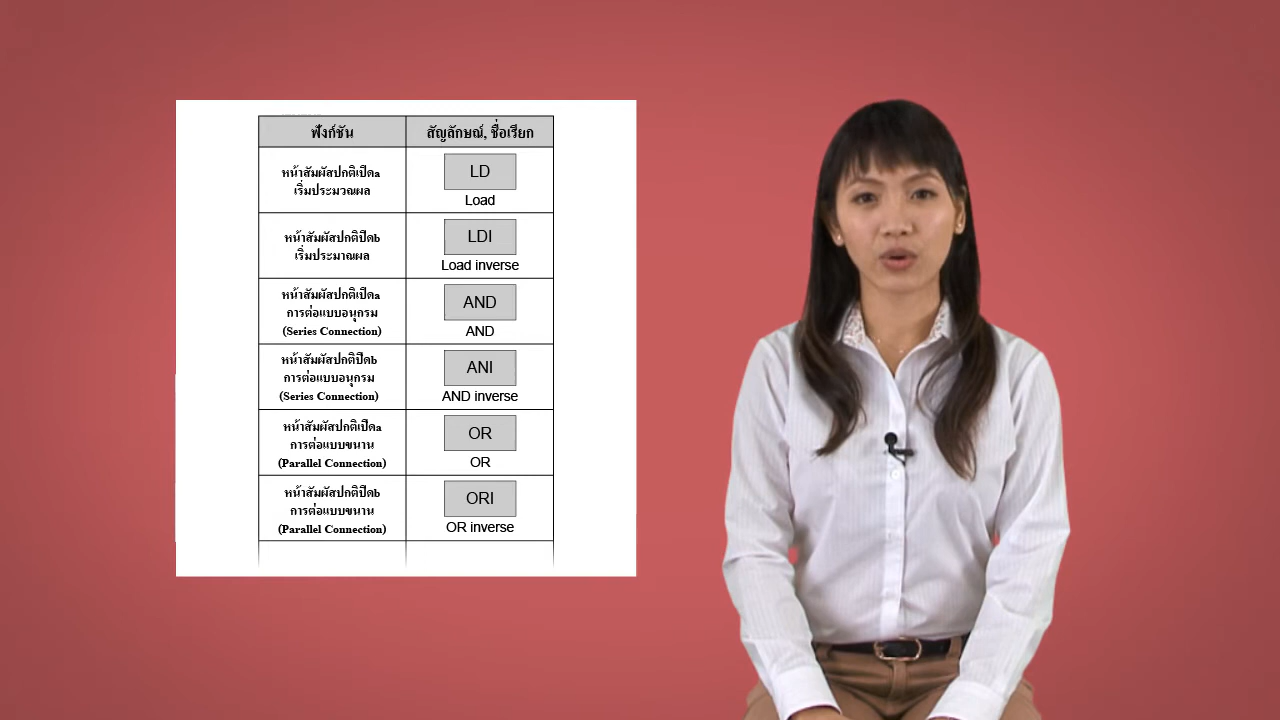 ฟังก์ชัน สัญลักษณ์, ชื่อเรียก
หน้าสัมผัสปกติเปิดa
เริ่มประมวณผล
LD
Load
หน้าสัมผัสปกติปิดb
เริ่มประมาณผล
LDI
Load inverse
หน้าสัมผัสปกติเปิดa
การต่อแบบอนุกรม
(Series Connection)
AND
AND
หน้าสัมผัสปกติปิดb
การต่อแบบอนุกรม
(Series Connection)
ANI
AND inverse
หน้าสัมผัสปกติเปิดa
การต่อแบบขนาน
(Parallel Connection)
OR
OR
หน้าสัมผัสปกติปิดb
การต่อแบบขนาน
(Parallel Connection)
ORI
OR inverse